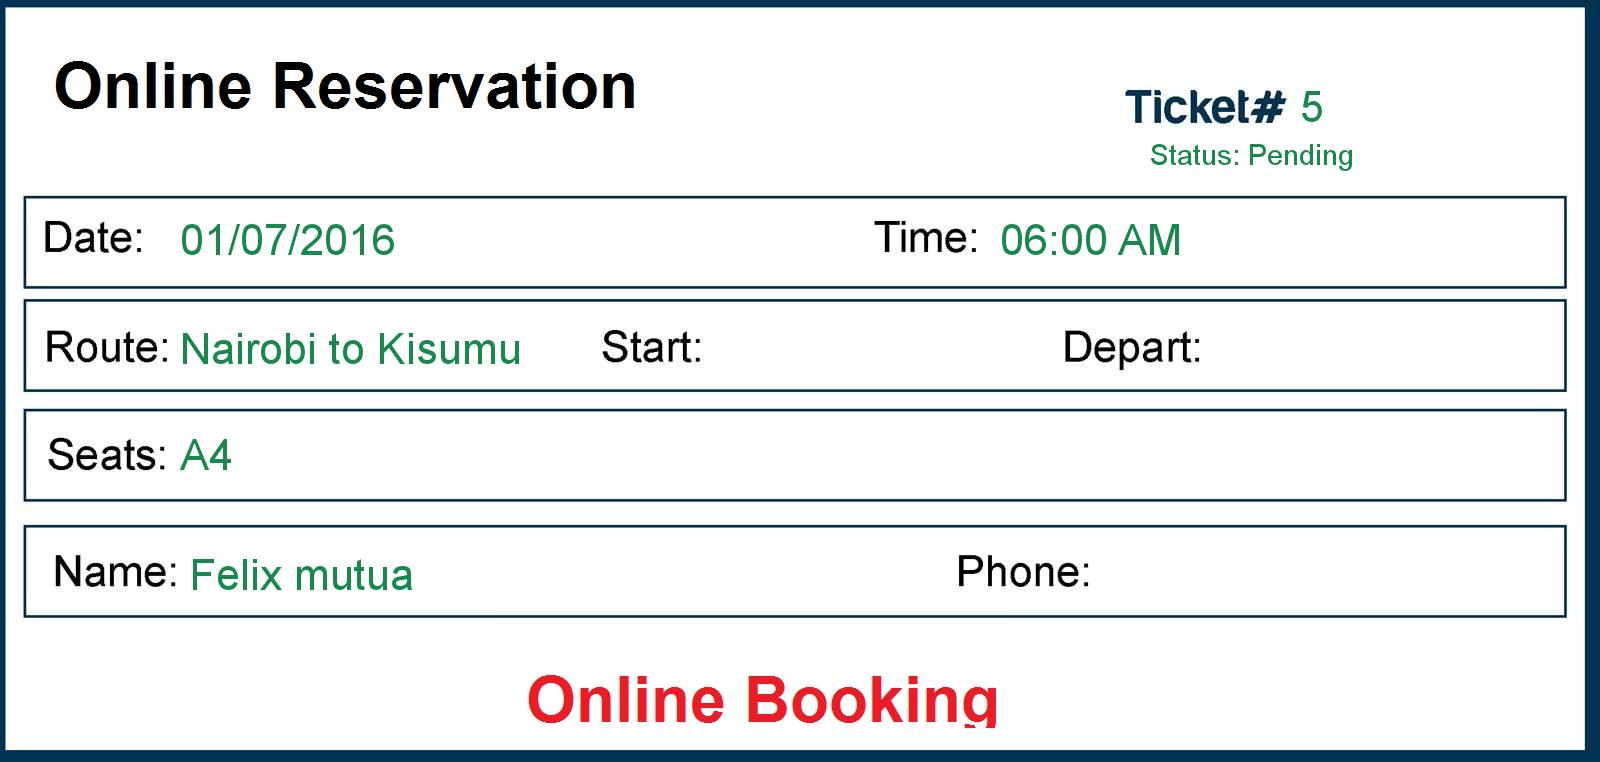 Online Reservation
Ticket# 5
Status: Pending
Date: 01/07/2016 Time: 06:00 AM
Route: Nairobi to Kisumu Start: Depart:
Seats: A4
Name: Felix mutua Phone:
Online Booking